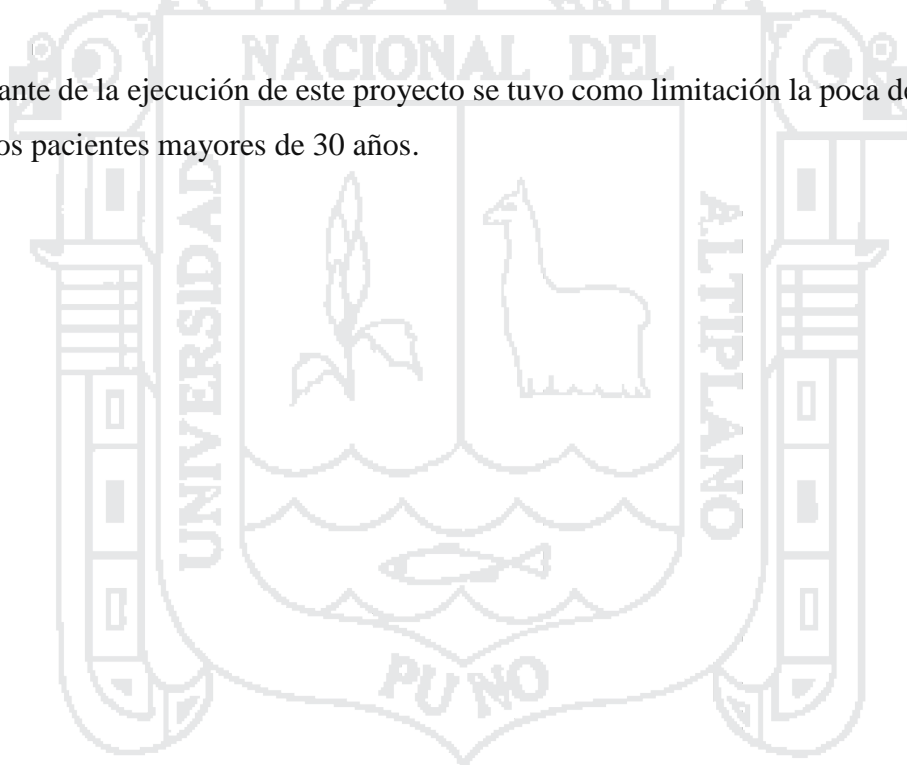 NACIONAL DEL
ante de la ejecución de este proyecto se tuvo como limitación la poca
os pacientes mayores de 30 años.
UNIVERSIDAD
ALTIPLANO
PUNO